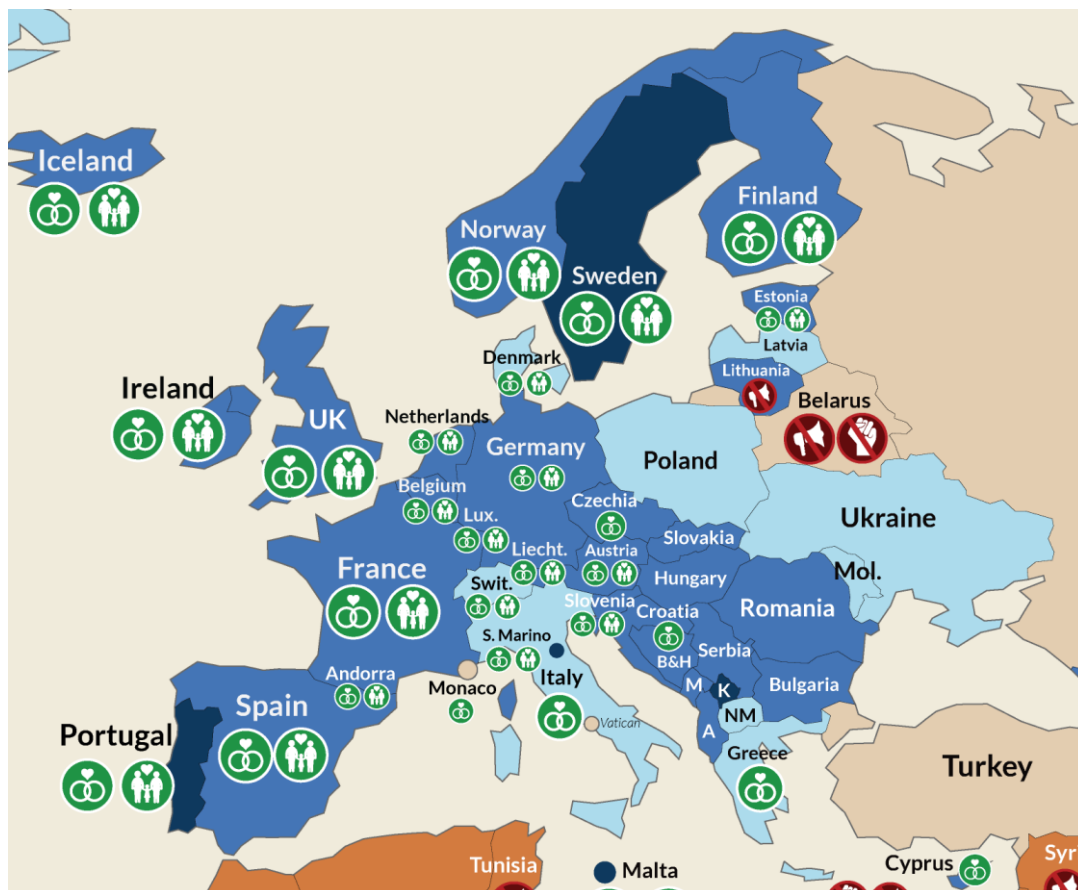 Iceland
Norway
Finland
Sweden
Estonia
Latvia
Denmark
Lithuania
Ireland
Belarus
UK
Netherlands
Germany
Poland
Belgium
Czechia
Ukraine
Lux.
Slovakia
Liecht.
Austria
France
Swit.
Hungary
Mol.
Slovenia
Croatia
Romania
S. Marino
Serbia
B&H
Andorra
Italy
M
K
Bulgaria
Monaco
Spain
NM
Vatican
A
Portugal
Greece
Turkey
Tunisia
Malta
Cyprus
Syr